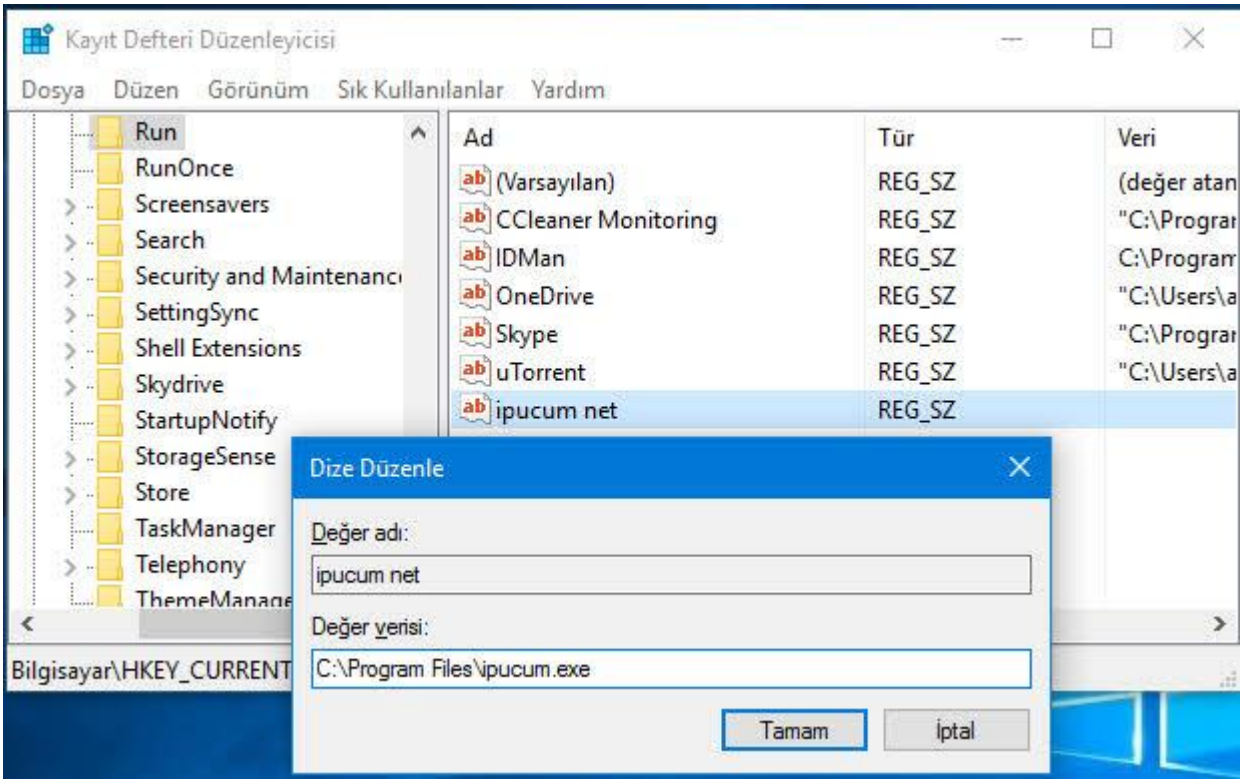 Kayıt Defteri Düzenleyicisi
Dosya Düzen Görünüm Sık Kullanılanlar Yardım
Run
RunOnce
Screensavers
Search
Security and Maintenanc
SettingSync
Shell Extensions
Skydrive
StartupNotify
StorageSense
Store
TaskManager
Telephony
ThemeManage
Ad Tür Veri
(Varsayılan) REG_SZ (değer atan
CCleaner Monitoring REG_SZ "C:\Prograr
IDMan REG_SZ C:\Program
OneDrive REG_SZ "C:\Users\a
Skype REG_SZ "C:\Prograr
uTorrent REG_SZ "C:\Users\a
ipucum net REG_SZ
Dize Düzenle
Değer adı:
ipucum net
Değer verisi:
C:\Program Files\ipucum.exe
Tamam İptal
Bilgisayar\HKEY_CURRENT